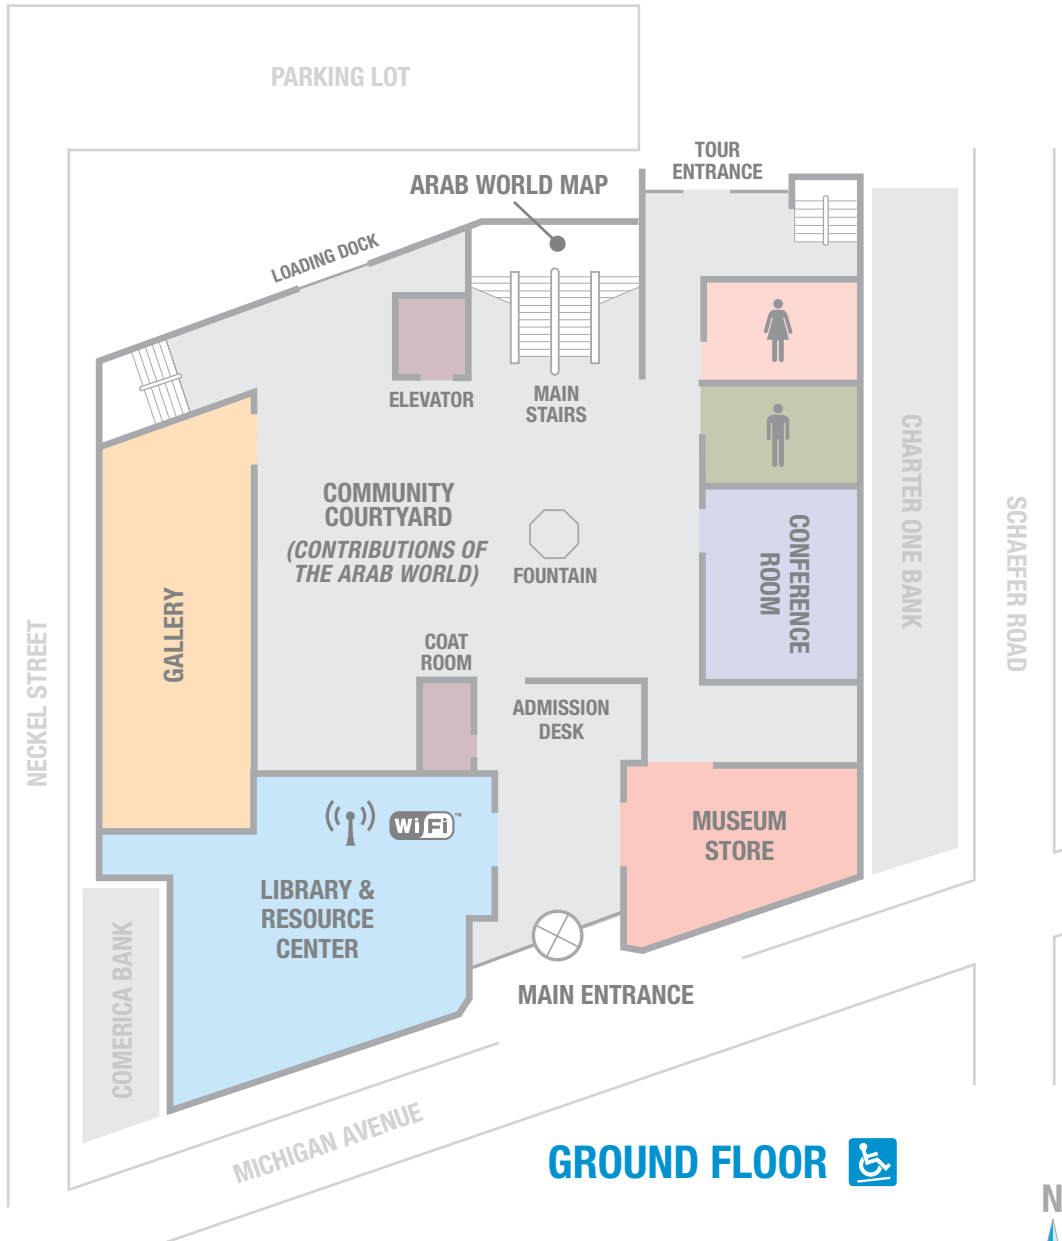 PARKING LOT
TOUR
ENTRANCE
ARAB WORLD MAP
LOADING DOCK
ELEVATOR
MAIN
STAIRS
COMMUNITY
COURTYARD
(CONTRIBUTIONS OF
THE ARAB WORLD)
FOUNTAIN
CONFERENCE
ROOM
CHARTER ONE BANK
SCHAEFER ROAD
GALLERY
NECKEL STREET
COAT
ROOM
ADMISSION
DESK
WiFi™
MUSEUM
STORE
LIBRARY &
RESOURCE
CENTER
COMERICA BANK
MAIN ENTRANCE
MICHIGAN AVENUE
GROUND FLOOR
N